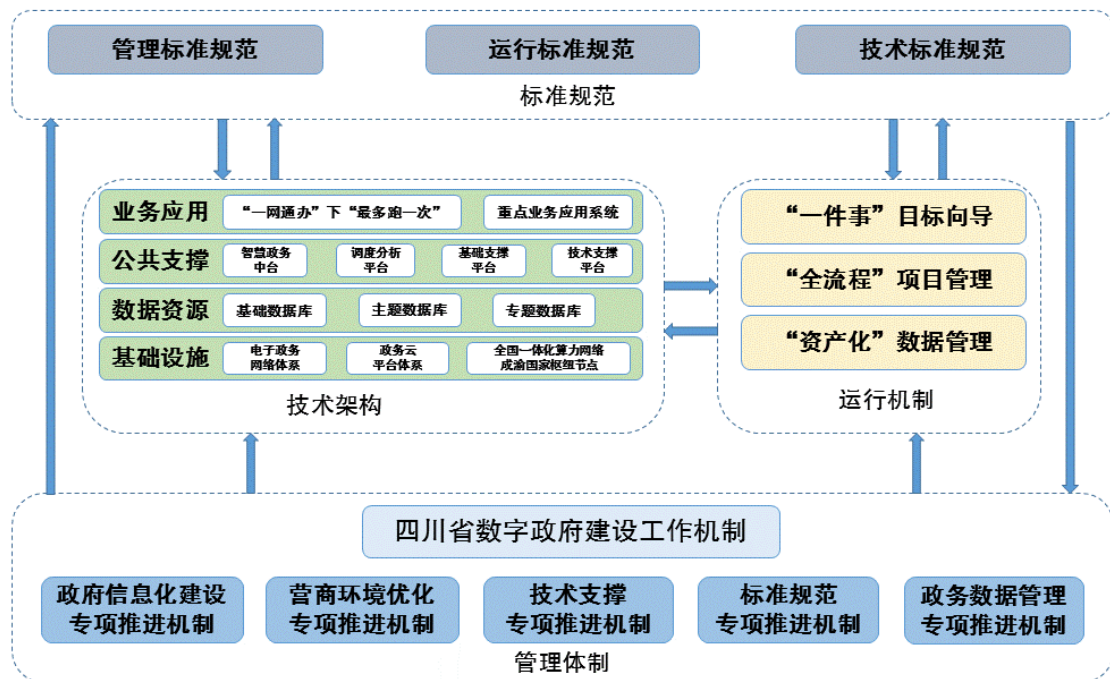 管理标准规范
运行标准规范
技术标准规范
标准规范
业务应用
“一网通办”下“最多跑一次”
重点业务应用系统
公共支撑
智慧政务
中台
调度分析
平台
基础支撑
平台
技术支撑
平台
数据资源
基础数据库
主题数据库
专题数据库
基础设施
电子政务
网络体系
政务云
平台体系
全国一体化算力网络
成渝国家枢纽节点
技术架构
“一件事”目标向导
“全流程”项目管理
“资产化”数据管理
运行机制
四川省数字政府建设工作机制
政府信息化建设
专项推进机制
营商环境优化
专项推进机制
技术支撑
专项推进机制
标准规范
专项推进机制
政务数据管理
专项推进机制
管理体制